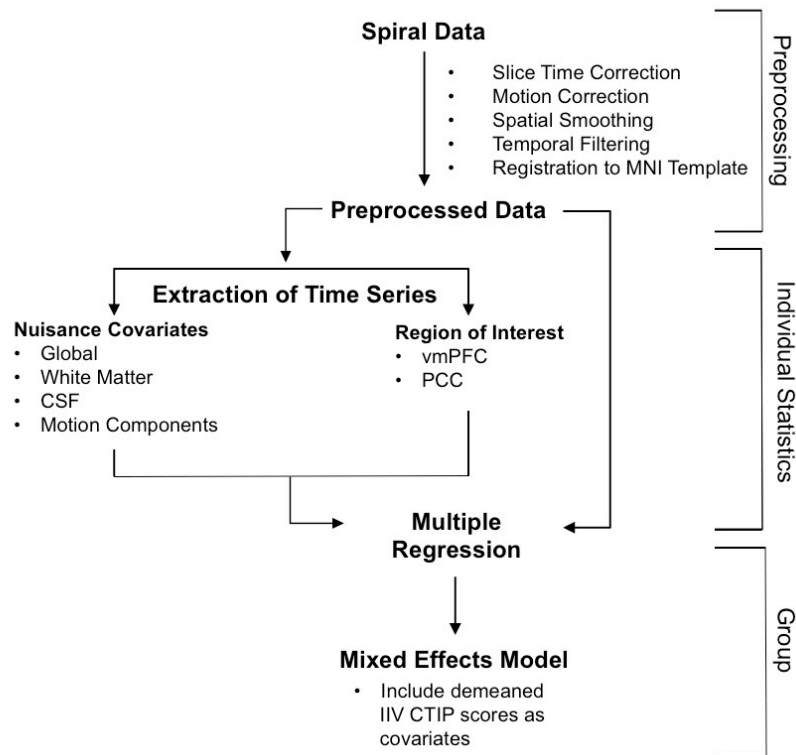 Spiral Data
• Slice Time Correction
• Motion Correction
• Spatial Smoothing
• Temporal Filtering
• Registration to MNI Template
Preprocessing
Preprocessed Data
Extraction of Time Series
Nuisance Covariates
• Global
• White Matter
• CSF
• Motion Components
Region of Interest
• vmPFC
• PCC
Individual Statistics
Multiple
Regression
Mixed Effects Model
• Include demeaned
IIV CTIP scores as
covariates
Group